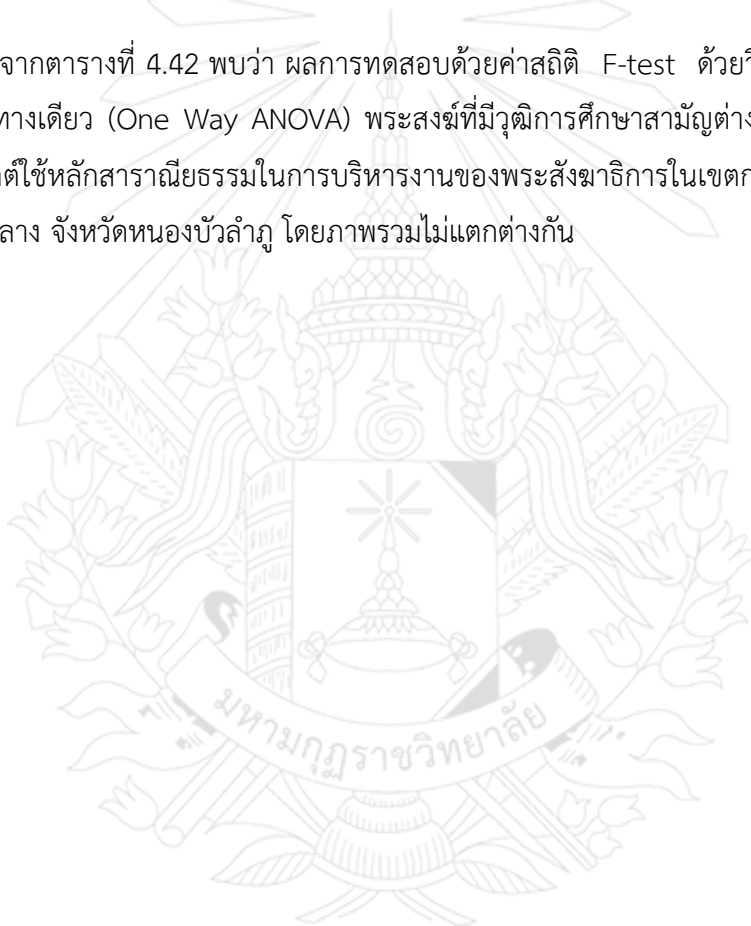 จากตารางที่ 4.42 พบว่า ผลการทดสอบด้วยค่าสถิติ F-test ด้วยวิ
ทางเดียว (One Way ANOVA) พระสงฆ์ที่มีวุฒิการศึกษาสามัญต่าง
ต์ใช้หลักสาราณียธรรมในการบริหารงานของพระสังฆาธิการในเขตก
ลาง จังหวัดหนองบัวลำภู โดยภาพรวมไม่แตกต่างกัน
มหามกุฏราชวิทยาลัย